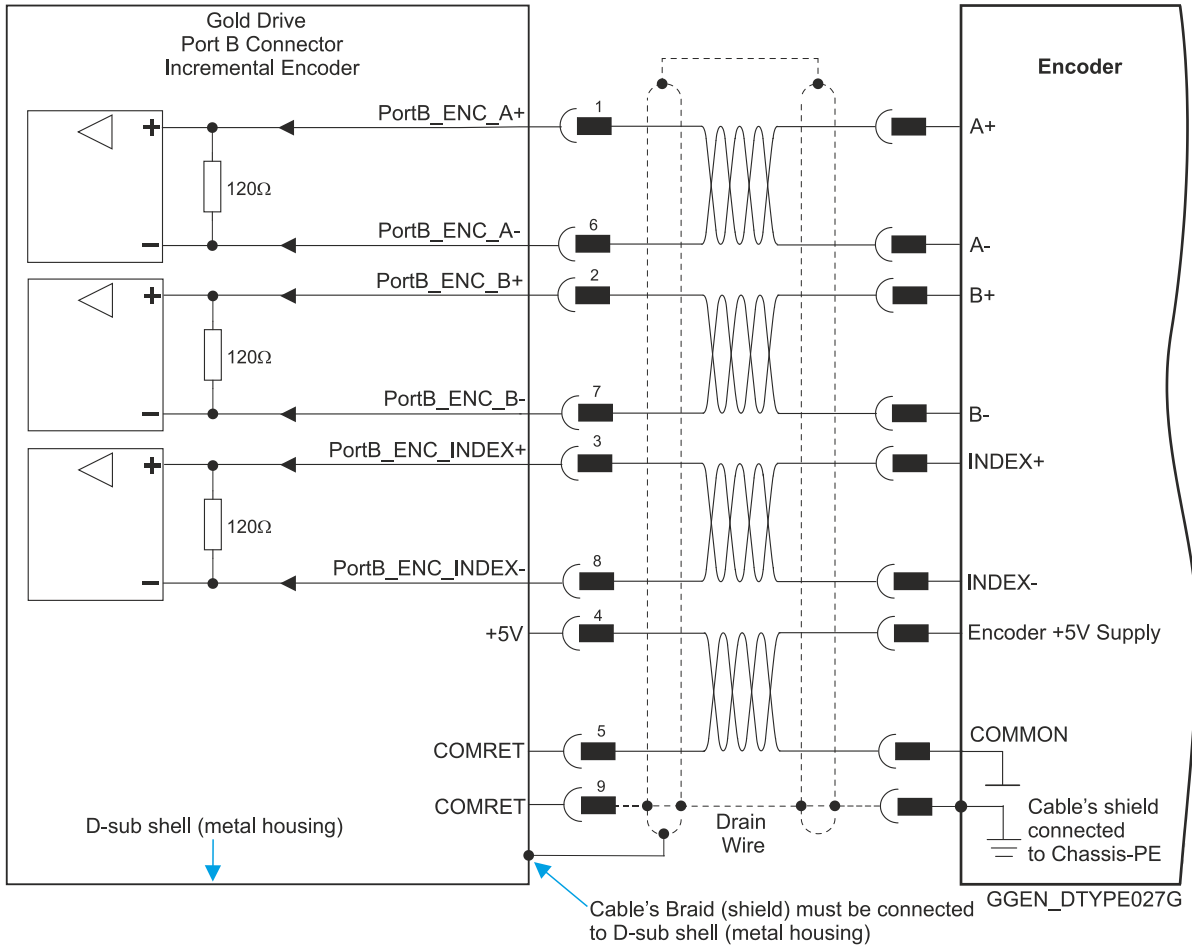 Gold Drive
Port B Connector
Incremental Encoder
Encoder
PortB_ENC_A+
1
A+
+
120Ω
PortB_ENC_A-
6
A-
–
PortB_ENC_B+
2
B+
+
120Ω
PortB_ENC_B-
7
B-
–
PortB_ENC_INDEX+
3
INDEX+
+
120Ω
PortB_ENC_INDEX-
8
INDEX-
–
+5V
4
Encoder +5V Supply
COMRET
5
COMMON
COMRET
9
Drain
Wire
Cable's shield
connected
to Chassis-PE
D-sub shell (metal housing)
GGEN_DTYPE027G
Cable's Braid (shield) must be connected
to D-sub shell (metal housing)